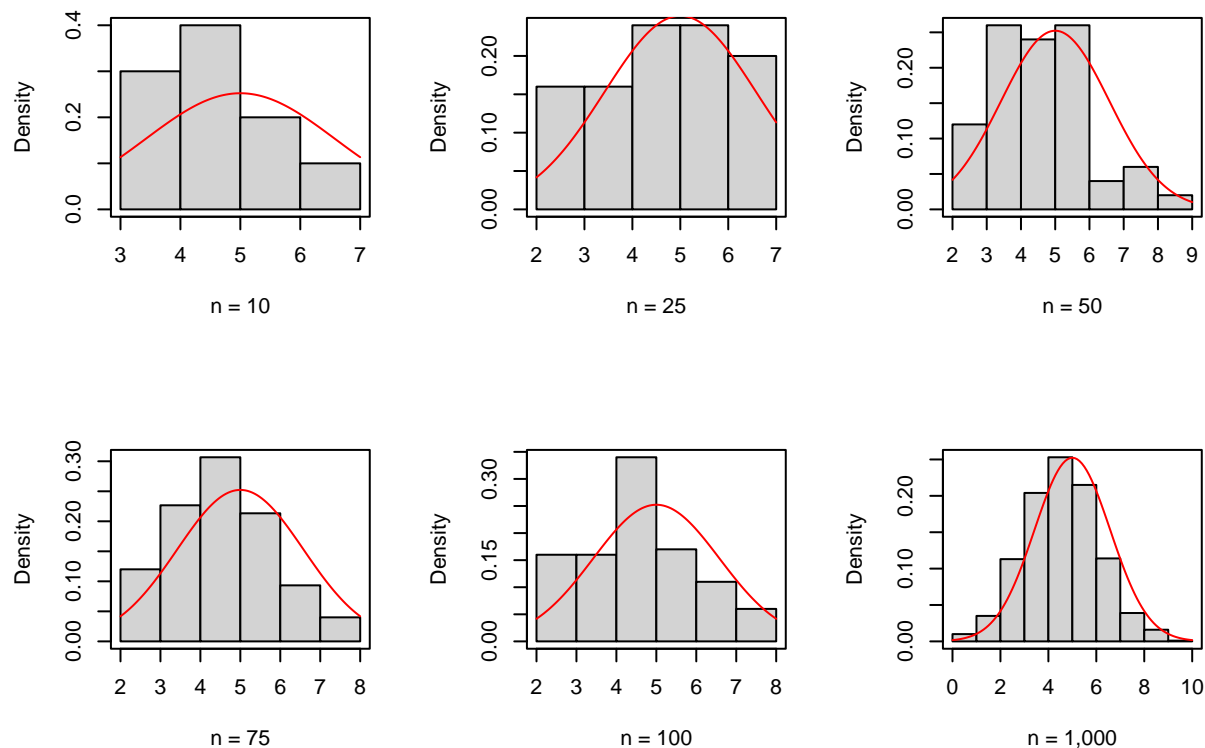 Density
0.0 0.2 0.4
3 4 5 6 7
n = 10
Density
0.00 0.10 0.20
2 3 4 5 6 7
n = 25
Density
0.00 0.10 0.20
2 3 4 5 6 7 8 9
n = 50
Density
0.00 0.10 0.20 0.30
2 3 4 5 6 7 8
n = 75
Density
0.00 0.15 0.30
2 3 4 5 6 7 8
n = 100
Density
0.00 0.10 0.20
0 2 4 6 8 10
n = 1,000